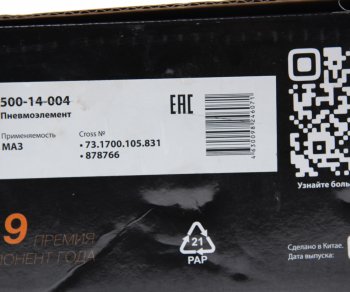 500-14-004
Пневмоэлемент
Применяемость
МАЗ
Cross №
• 73.1700.105.831
• 878766
EAC
Узнайте боль
9 ПРЕМИЯ
ОНЕНТ ГОДА
21
PAP
Сделано в Китае.
Дата выпуска: